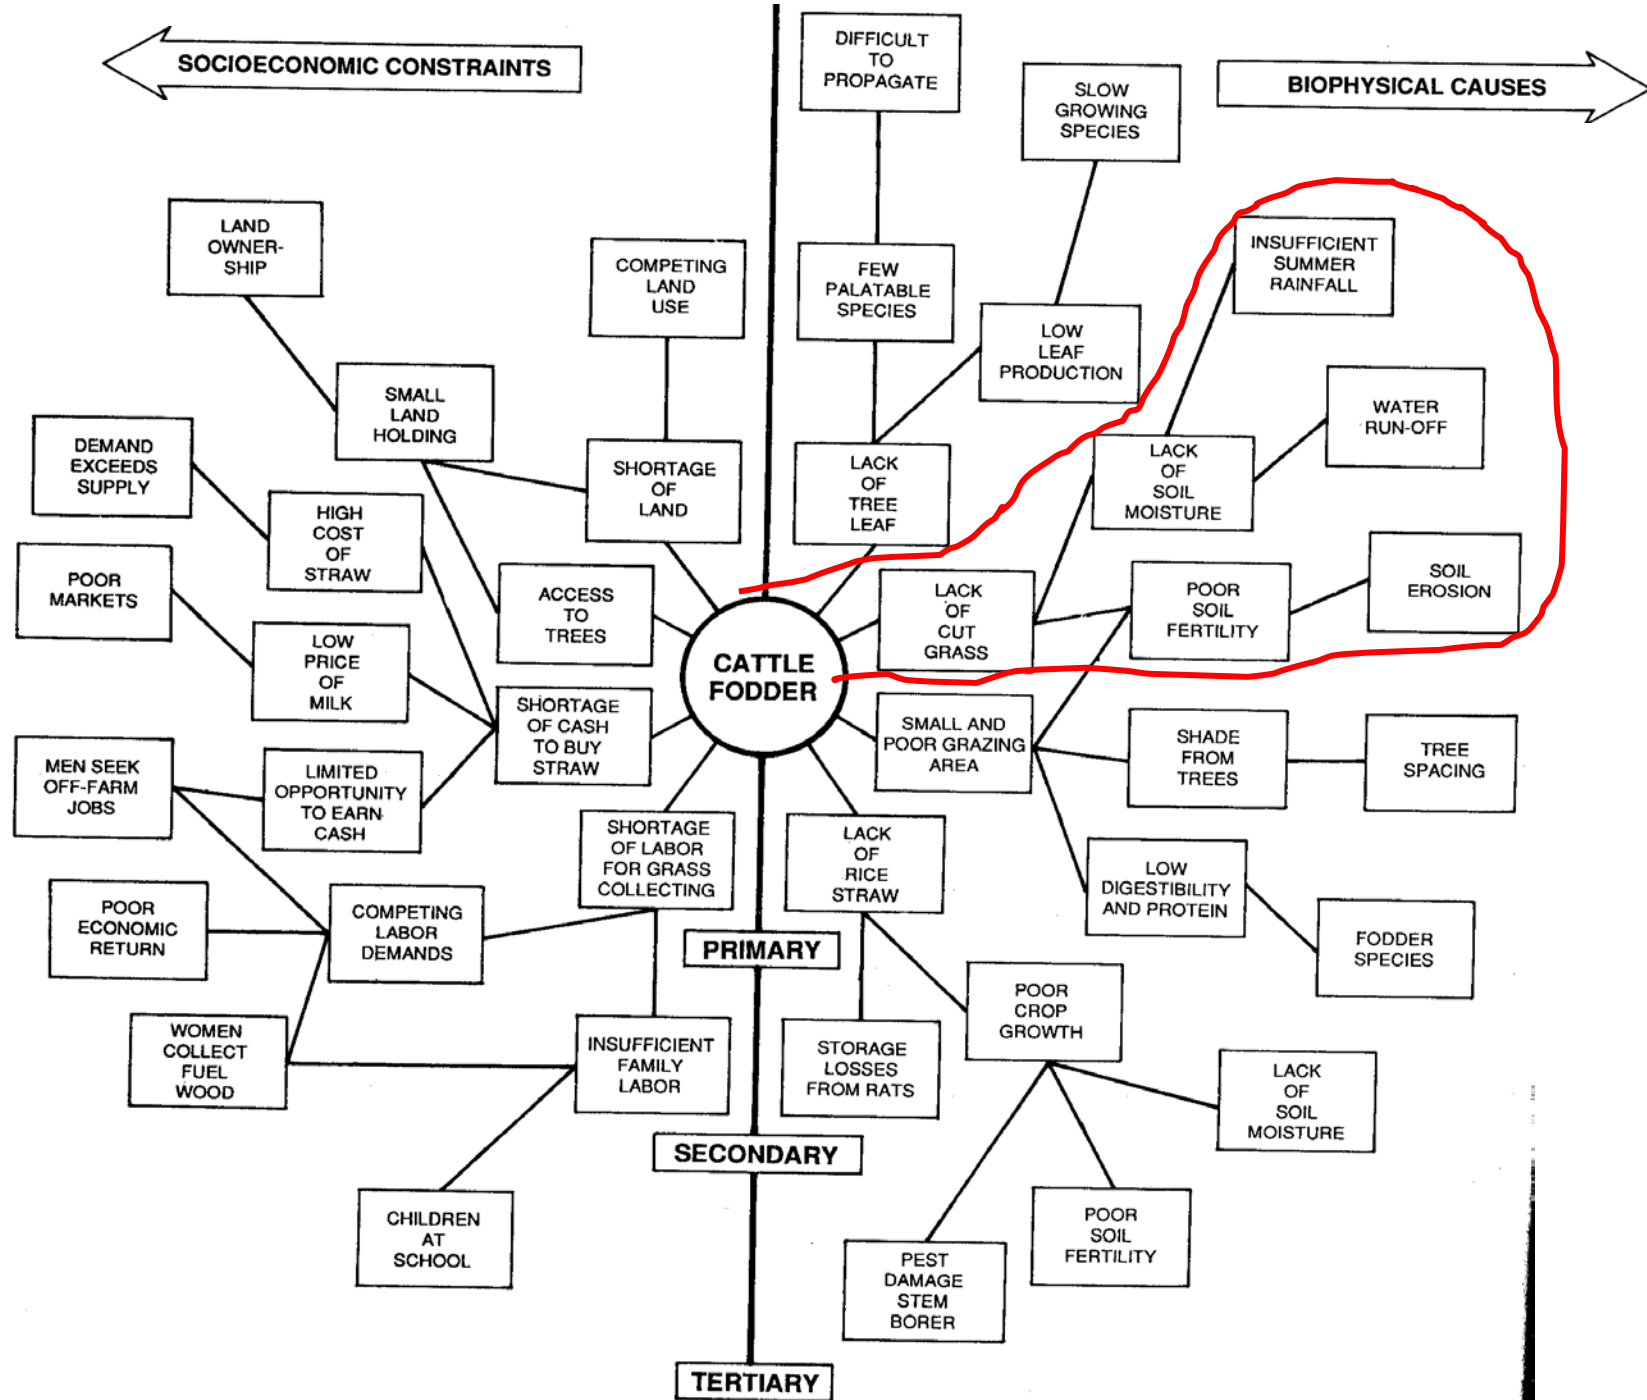 SOCIOECONOMIC CONSTRAINTS
BIOPHYSICAL CAUSES
DIFFICULT
TO
PROPAGATE
SLOW
GROWING
SPECIES
LAND
OWNER-
SHIP
COMPETING
LAND
USE
FEW
PALATABLE
SPECIES
INSUFFICIENT
SUMMER
RAINFALL
LOW
LEAF
PRODUCTION
SMALL
LAND
HOLDING
WATER
RUN-OFF
DEMAND
EXCEEDS
SUPPLY
SHORTAGE
OF
LAND
LACK
OF
TREE
LEAF
LACK
OF
SOIL
MOISTURE
HIGH
COST
OF
STRAW
POOR
MARKETS
ACCESS
TO
TREES
LACK
OF
CUT
GRASS
POOR
SOIL
FERTILITY
SOIL
EROSION
LOW
PRICE
OF
MILK
CATTLE
FODDER
SHORTAGE
OF CASH
TO BUY
STRAW
SMALL AND
POOR GRAZING
AREA
SHADE
FROM
TREES
TREE
SPACING
MEN SEEK
OFF-FARM
JOBS
LIMITED
OPPORTUNITY
TO EARN
CASH
SHORTAGE
OF LABOR
FOR GRASS
COLLECTING
LACK
OF
RICE
STRAW
LOW
DIGESTIBILITY
AND PROTEIN
POOR
ECONOMIC
RETURN
COMPETING
LABOR
DEMANDS
PRIMARY
FODDER
SPECIES
POOR
CROP
GROWTH
WOMEN
COLLECT
FUEL
WOOD
INSUFFICIENT
FAMILY
LABOR
STORAGE
LOSSES
FROM RATS
LACK
OF
SOIL
MOISTURE
SECONDARY
CHILDREN
AT
SCHOOL
POOR
SOIL
FERTILITY
PEST
DAMAGE
STEM
BORER
TERTIARY